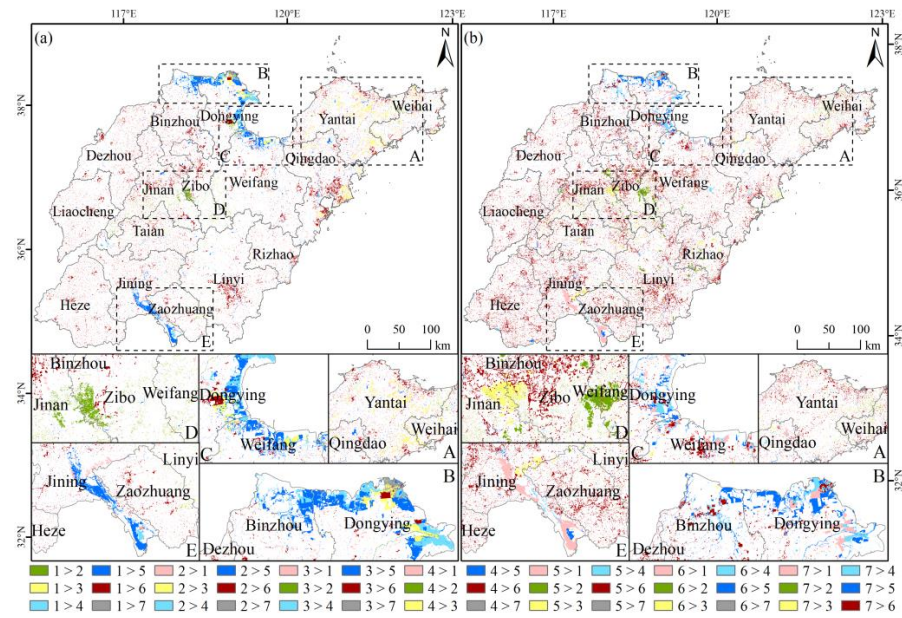 117°E 120°E 123°E 117°E 120°E 123°E
(a) N (b) N
B B
38°N 38°N
Weihai Weihai
Binzhou Dongying Yantai Binzhou Dongying Yantai
Dezhou Qingdao Dezhou Qingdao
C A C A
Jinan Zibo Weifang Jinan Zibo Weifang
Liaocheng D Liaocheng D
Taian Taian
36°N 36°N
Rizhao Rizhao
Jining Linyi Jining Linyi
Heze Zaozhuang Heze Zaozhuang
0 30 60 100 0 30 60 100
E km E km
34°N 34°N
Binzhou Binzhou
Jinan Zibo Weifang D
Dongying Weifang C
Yantai Weihai Qingdao A
Jinan Zibo Weifang D
Dongying Weifang C
Yantai Weihai Qingdao A
Linyi Jining Zaozhuang Heze E
Binzhou Dongying Dezhou B
Linyi Jining Zaozhuang Heze E
Binzhou Dongying Dezhou B
32°N 32°N
1 > 2 1 > 5 2 > 1 2 > 5 3 > 1 3 > 5 4 > 1 4 > 5 5 > 1 5 > 4 6 > 1 6 > 4 7 > 1 7 > 4
1 > 3 1 > 6 2 > 3 2 > 6 3 > 2 3 > 6 4 > 2 4 > 6 5 > 2 5 > 6 6 > 2 6 > 5 7 > 2 7 > 5
1 > 4 1 > 7 2 > 4 2 > 7 3 > 4 3 > 7 4 > 3 4 > 7 5 > 3 5 > 7 6 > 3 6 > 7 7 > 3 7 > 6